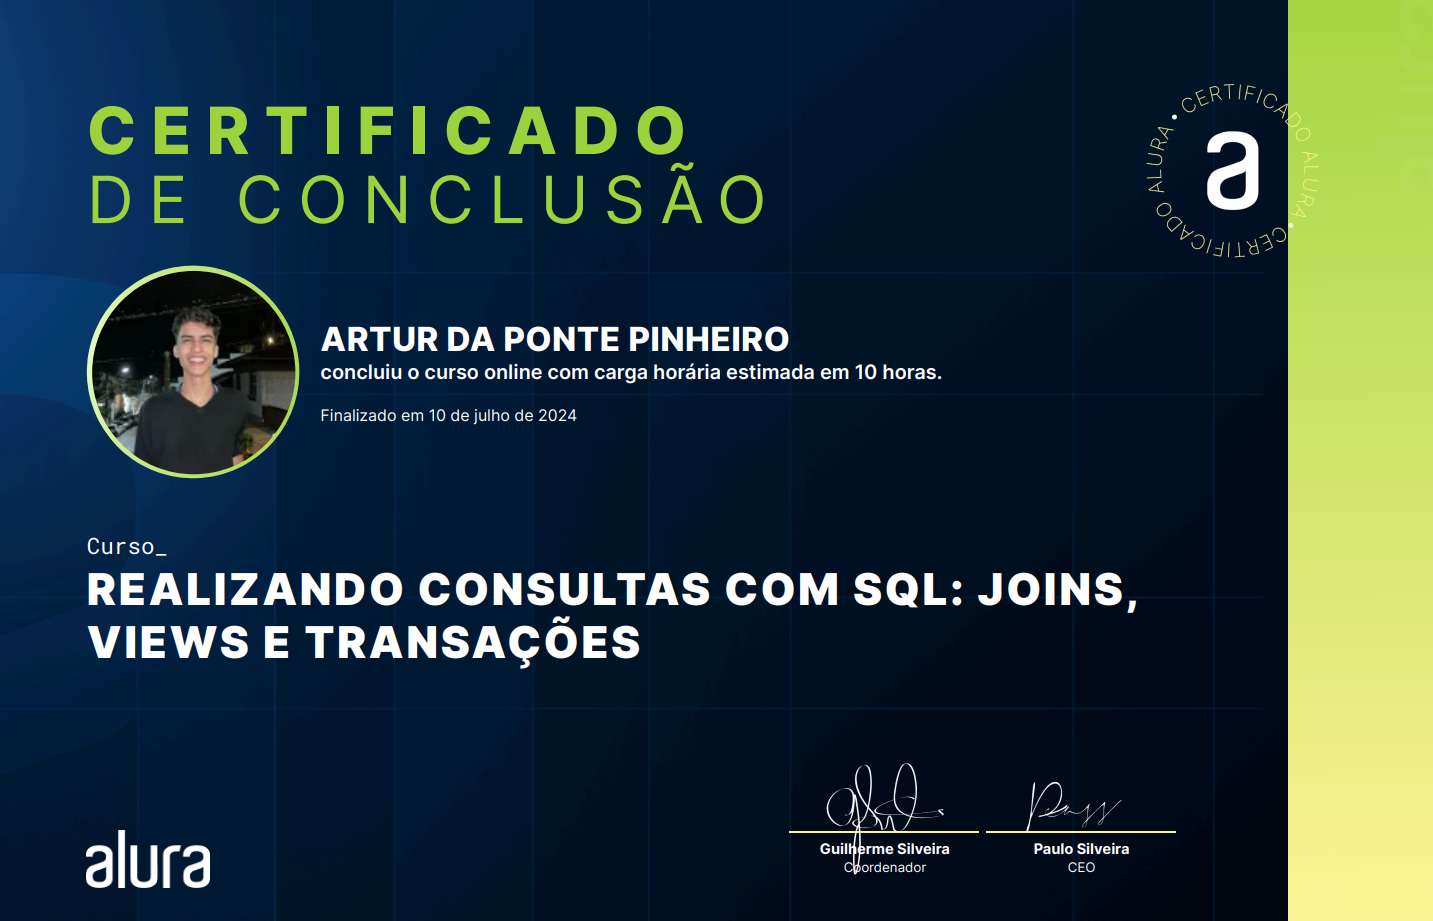 CERTIFICADO
DE CONCLUSÃO
CERTIFICADO ALURA • CERTIFICADO ALURA •
a
ARTUR DA PONTE PINHEIRO
concluiu o curso online com carga horária estimada em 10 horas.
Finalizado em 10 de julho de 2024
Curso_
REALIZANDO CONSULTAS COM SQL: JOINS,
VIEWS E TRANSAÇÕES
Guilherme Silveira
Coordenador
Paulo Silveira
CEO
alura